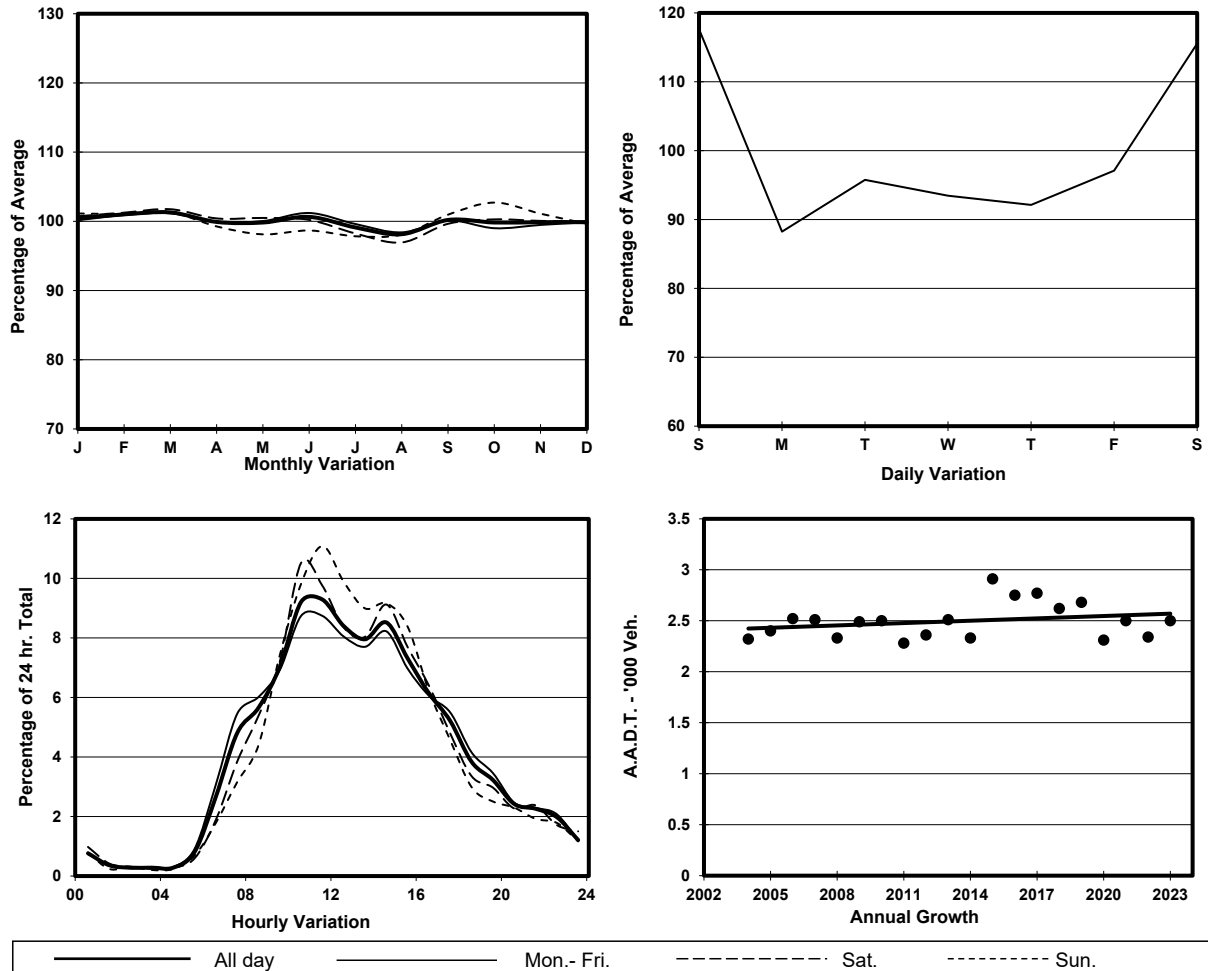 130
120
110
100
90
80
70
Percentage of Average
J F M A M J J A S O N D
Monthly Variation
120
110
100
90
80
70
60
Percentage of Average
S M T W T F S
Daily Variation
12
10
8
6
4
2
0
Percentage of 24 hr. Total
00 04 08 12 16 20 24
Hourly Variation
3.5
3
2.5
2
1.5
1
0.5
0
A.A.D.T. - '000 Veh.
2002 2005 2008 2011 2014 2017 2020 2023
Annual Growth
All day Mon.- Fri. Sat. Sun.